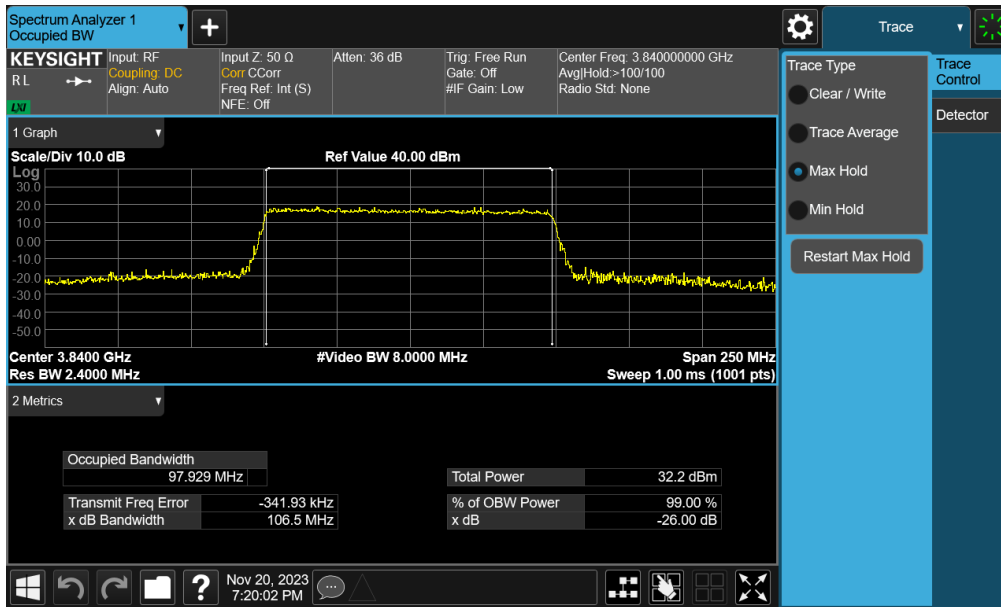 Spectrum Analyzer 1
Occupied BW
+
Trace
KEYSIGHT
R L
LXI
Input: RF
Coupling: DC
Align: Auto
Input Z: 50 Ω
Corr CCorr
Freq Ref: Int (S)
NFE: Off
Atten: 36 dB
Trig: Free Run
Gate: Off
#IF Gain: Low
Center Freq: 3.840000000 GHz
Avg|Hold:>100/100
Radio Std: None
Trace Type
Clear / Write
Trace Average
Max Hold
Min Hold
Restart Max Hold
Trace
Control
Detector
1 Graph
Scale/Div 10.0 dB
Ref Value 40.00 dBm
Log
30.0
20.0
10.0
0.00
-10.0
-20.0
-30.0
-40.0
-50.0
Center 3.8400 GHz
#Video BW 8.0000 MHz
Span 250 MHz
Res BW 2.4000 MHz
Sweep 1.00 ms (1001 pts)
2 Metrics
Occupied Bandwidth
97.929 MHz
Total Power 32.2 dBm
Transmit Freq Error -341.93 kHz
% of OBW Power 99.00 %
x dB Bandwidth 106.5 MHz
x dB -26.00 dB
?
Nov 20, 2023
7:20:02 PM